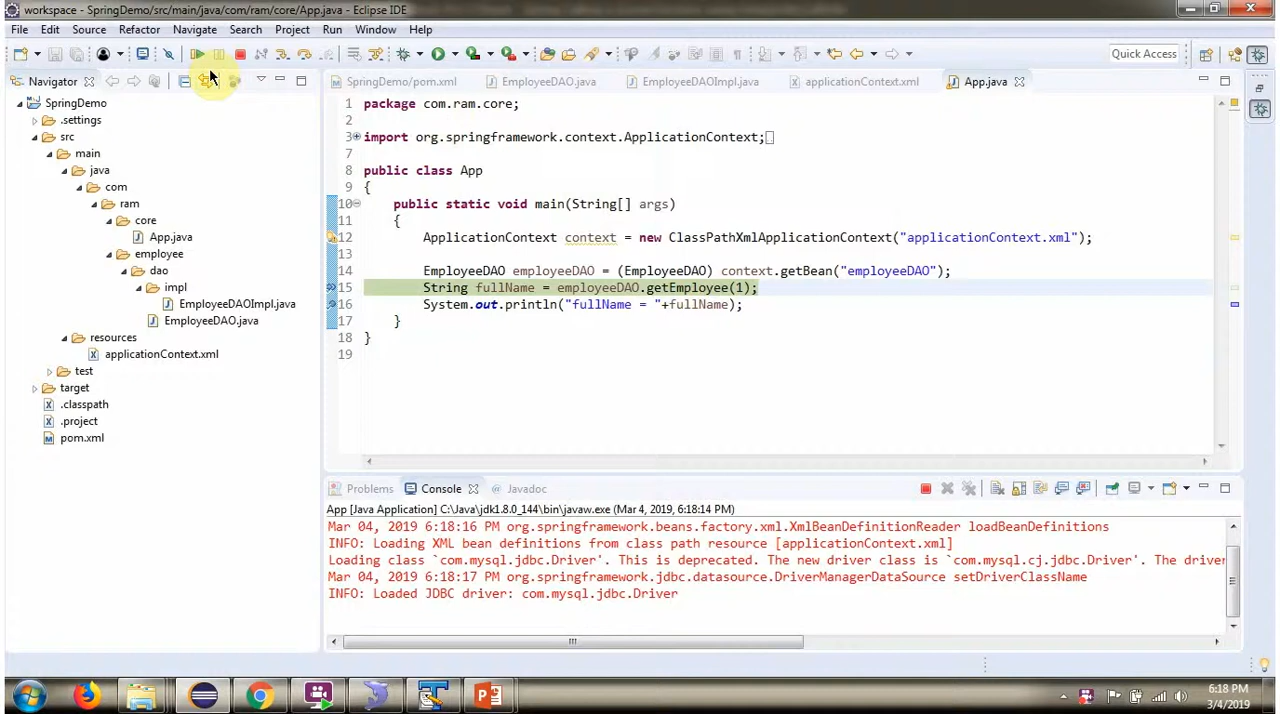 workspace - SpringDemo/src/main/java/com/ram/core/App.java - Eclipse IDE
File Edit Source Refactor Navigate Search Project Run Window Help
Quick Access
Navigator
SpringDemo/pom.xml EmployeeDAO.java EmployeeDAOImpl.java applicationContext.xml App.java
SpringDemo
.settings
src
main
java
com
ram
core
App.java
employee
dao
impl
EmployeeDAOImpl.java
EmployeeDAO.java
resources
applicationContext.xml
test
target
.classpath
.project
pom.xml
1 package com.ram.core;
2
3 import org.springframework.context.ApplicationContext;
7
8 public class App
9 {
10 public static void main(String[] args)
11 {
12 ApplicationContext context = new ClassPathXmlApplicationContext("applicationContext.xml");
13
14 EmployeeDAO employeeDAO = (EmployeeDAO) context.getBean("employeeDAO");
15 String fullName = employeeDAO.getEmployee(1);
16 System.out.println("fullName = "+fullName);
17 }
18 }
19
Problems Console Javadoc
App [Java Application] C:\Java\jdk1.8.0_144\bin\javaw.exe (Mar 4, 2019, 6:18:14 PM)
Mar 04, 2019 6:18:16 PM org.springframework.beans.factory.xml.XmlBeanDefinitionReader loadBeanDefinitions
INFO: Loading XML bean definitions from class path resource [applicationContext.xml]
Loading class `com.mysql.jdbc.Driver'. This is deprecated. The new driver class is `com.mysql.cj.jdbc.Driver'. The driver
Mar 04, 2019 6:18:17 PM org.springframework.jdbc.datasource.DriverManagerDataSource setDriverClassName
INFO: Loaded JDBC driver: com.mysql.jdbc.Driver
6:18 PM
3/4/2019